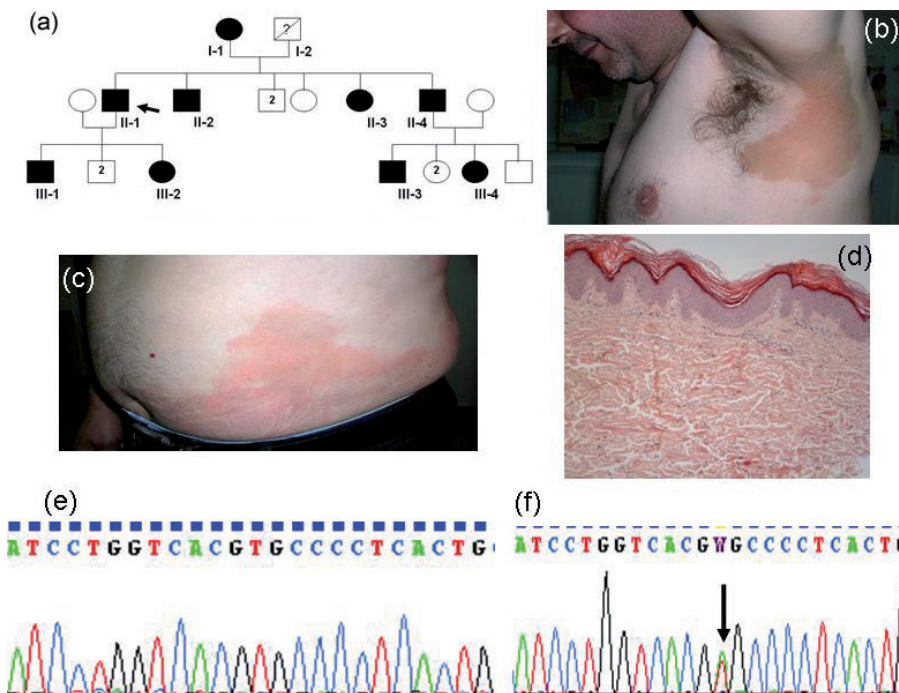 (a)
?
I-1
I-2
2
II-1
II-2
II-3
II-4
2
2
III-1
III-2
III-3
III-4
(b)
(c)
(d)
(e)
ATCCTGGTCACGTGCCCCTCACTG
(f)
ATCCTGGTCACGWGCCCCTCACT